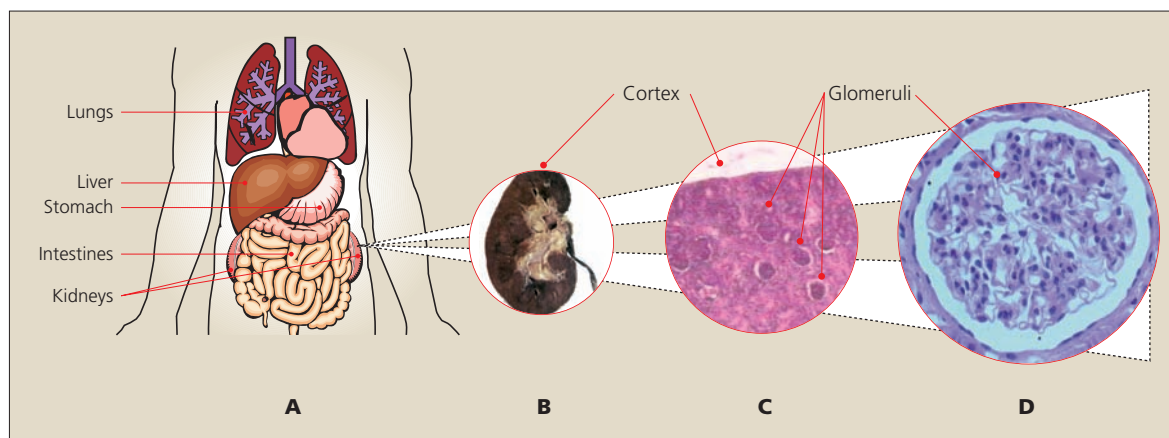 Lungs
Liver
Stomach
Intestines
Kidneys
Cortex
Glomeruli
A
B
C
D